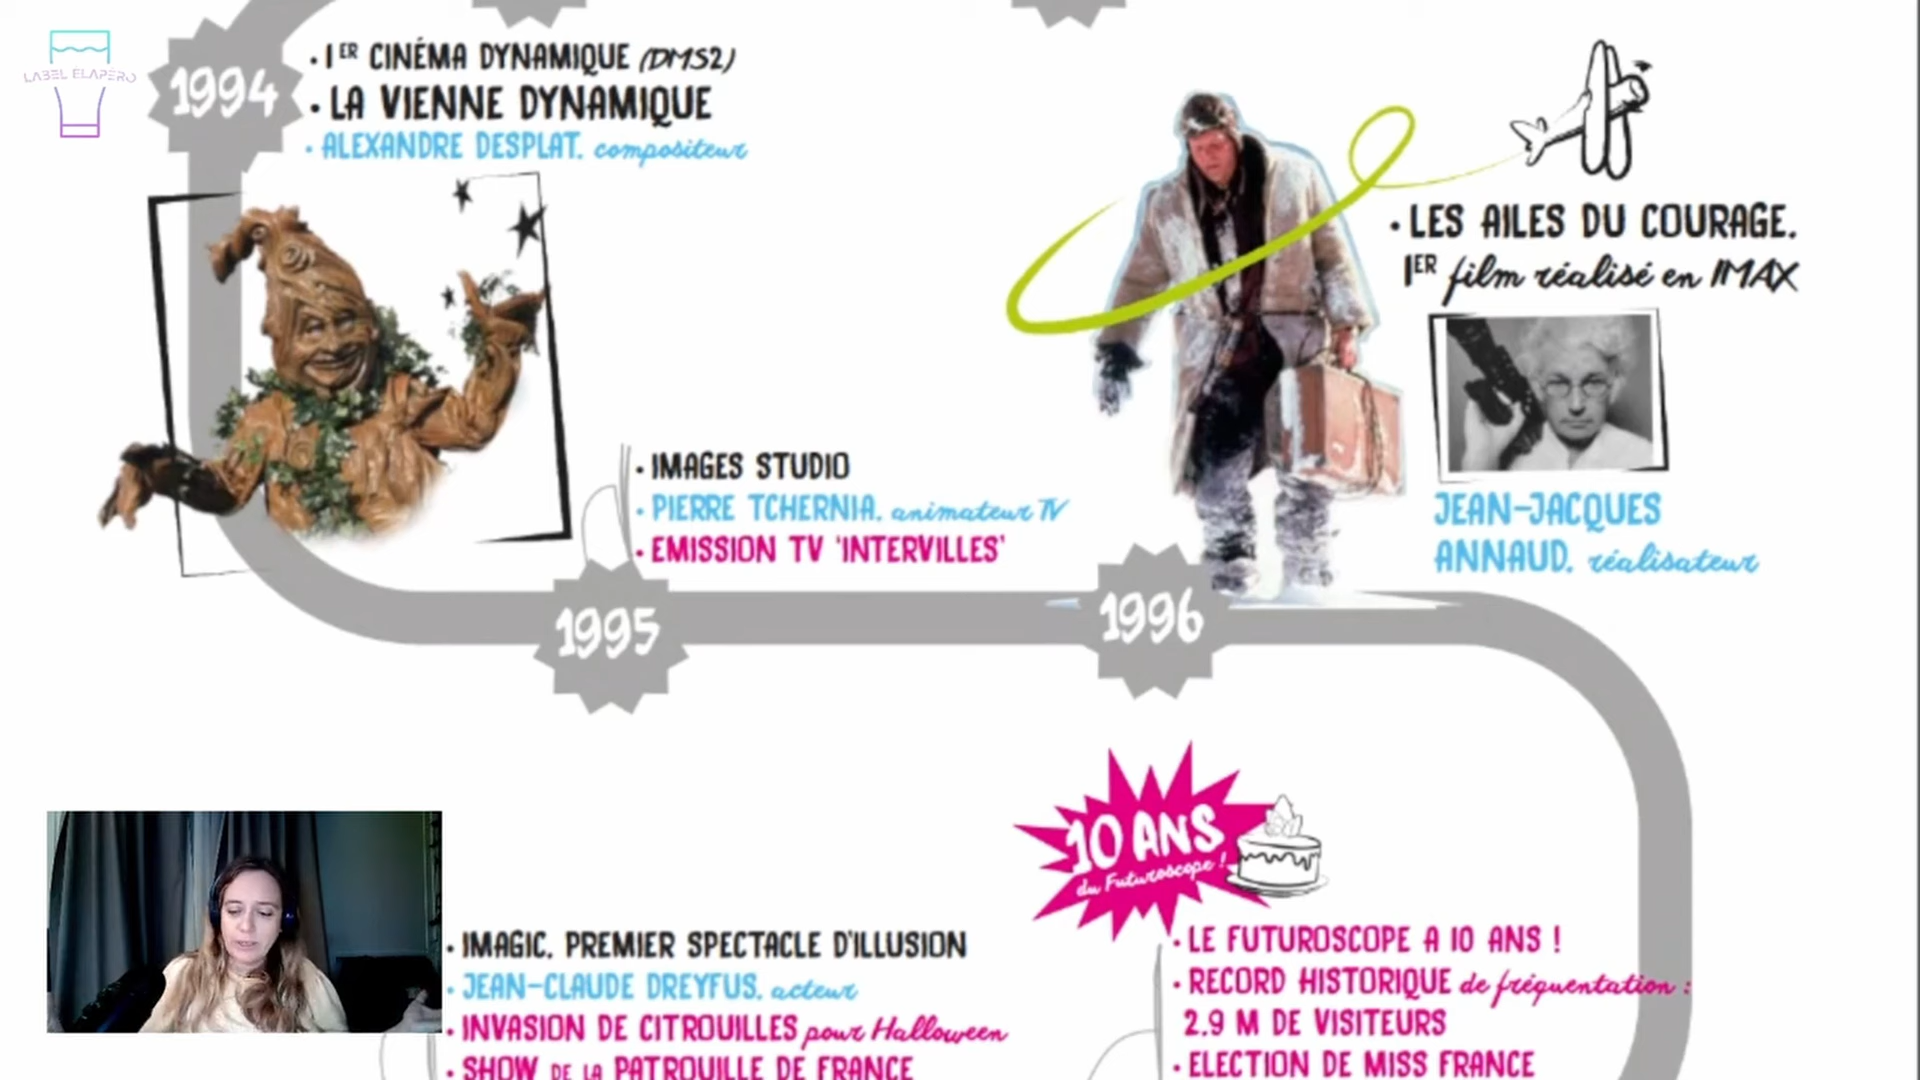 LABEL ELAPÉRO
1994
• 1ER CINÉMA DYNAMIQUE (DMS2)
• LA VIENNE DYNAMIQUE
• ALEXANDRE DESPLAT, compositeur
• LES AILES DU COURAGE,
1ER film réalisé en IMAX
JEAN-JACQUES
ANNAUD, réalisateur
• IMAGES STUDIO
• PIERRE TCHERNIA, animateur TV
• EMISSION TV 'INTERVILLES'
1995
1996
10 ANS
du Futuroscope !
• IMAGIC, PREMIER SPECTACLE D'ILLUSION
• JEAN-CLAUDE DREYFUS, acteur
• INVASION DE CITROUILLES pour Halloween
• SHOW DE LA PATROUILLE DE FRANCE
• LE FUTUROSCOPE A 10 ANS !
• RECORD HISTORIQUE de fréquentation :
2.9 M DE VISITEURS
• ELECTION DE MISS FRANCE